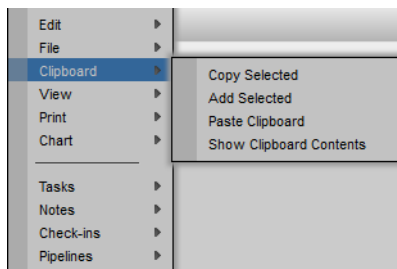 Edit
File
Clipboard
View
Print
Chart
Tasks
Notes
Check-ins
Pipelines
Copy Selected
Add Selected
Paste Clipboard
Show Clipboard Contents